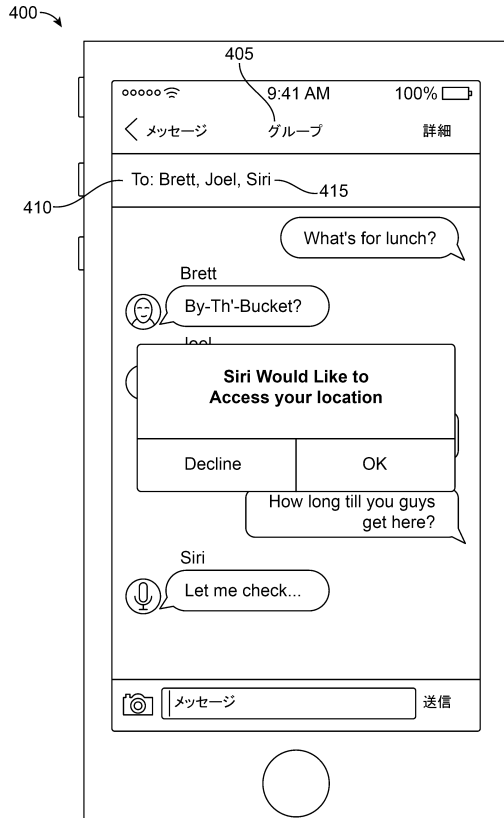 400
405
9:41 AM 100%
メッセージ グループ 詳細
410 To: Brett, Joel, Siri 415
What's for lunch?
Brett
By-Th'-Bucket?
Joel
Siri Would Like to
Access your location
Decline OK
How long till you guys
get here?
Siri
Let me check...
メッセージ 送信